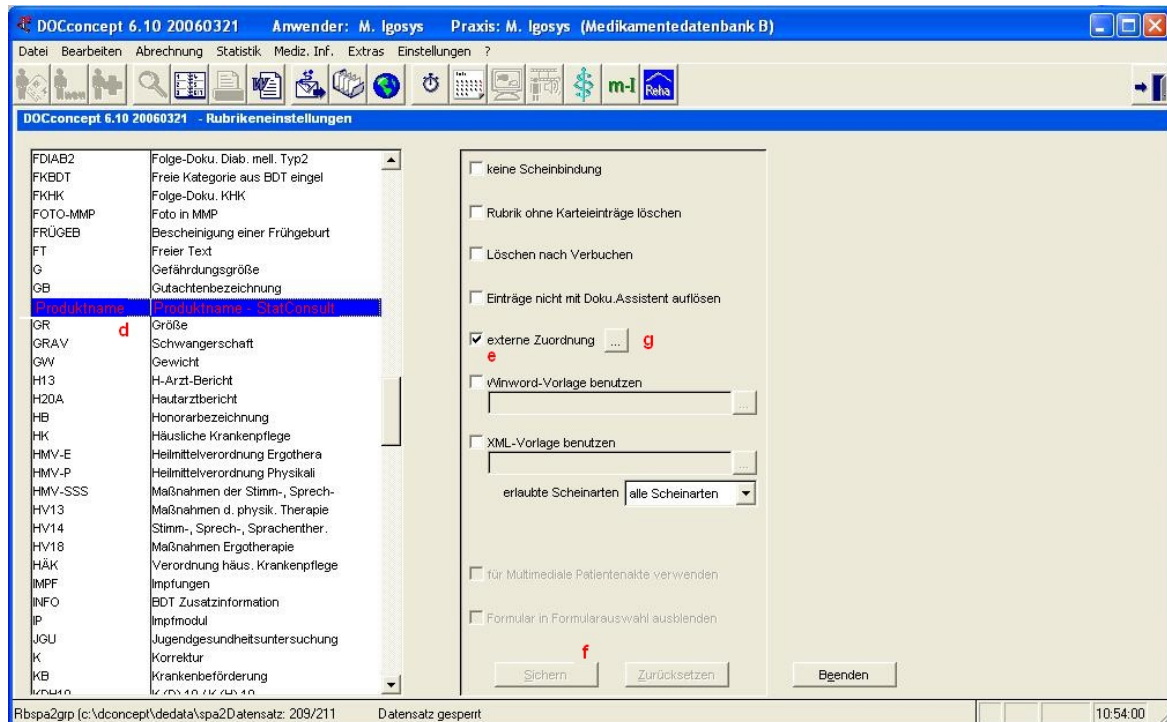 DOCconcept 6.10 20060321 Anwender: M. Igosys Praxis: M. Igosys (Medikamentedatenbank B)
Datei Bearbeiten Abrechnung Statistik Mediz. Inf. Extras Einstellungen ?
m-I Reha
DOCconcept 6.10 20060321 - Rubrikeneinstellungen
FDIAB2 Folge-Doku. Diab. mell. Typ2
FKBDT Freie Kategorie aus BDT eingel
FKHK Folge-Doku. KHK
FOTO-MMP Foto in MMP
FRÜGEB Bescheinigung einer Frühgeburt
FT Freier Text
G Gefährdungsgröße
GB Gutachtenbezeichnung
Produktname Produktname - StatConsult
d
GR Größe
GRAV Schwangerschaft
GW Gewicht
H13 H-Arzt-Bericht
H20A Hautarztbericht
HB Honorarbezeichnung
HK Häusliche Krankenpflege
HMV-E Heilmittelverordnung Ergothera
HMV-P Heilmittelverordnung Physikali
HMV-SSS Maßnahmen der Stimm-, Sprech-
HV13 Maßnahmen d. physik. Therapie
HV14 Stimm-, Sprech-, Sprachenther.
HV18 Maßnahmen Ergotherapie
HÄK Verordnung häus. Krankenpflege
IMPF Impfungen
INFO BDT Zusatzinformation
IP Impfmodul
JGU Jugendgesundheitsuntersuchung
K Korrektur
KB Krankenbeförderung
KDH10 K (D) 10 / K (H) 10
keine Scheinbindung
Rubrik ohne Karteieinträge löschen
Löschen nach Verbuchen
Einträge nicht mit Doku.Assistent auflösen
externe Zuordnung ... g
e
Winword-Vorlage benutzen
...
XML-Vorlage benutzen
...
erlaubte Scheinarten alle Scheinarten
für Multimediale Patientenakte verwenden
Formular in Formularauswahl ausblenden
f
Sichern Zurücksetzen Beenden
Rbspa2grp (c:\dconcept\dedata\spa2Datensatz: 209/211 Datensatz gesperrt 10:54:00